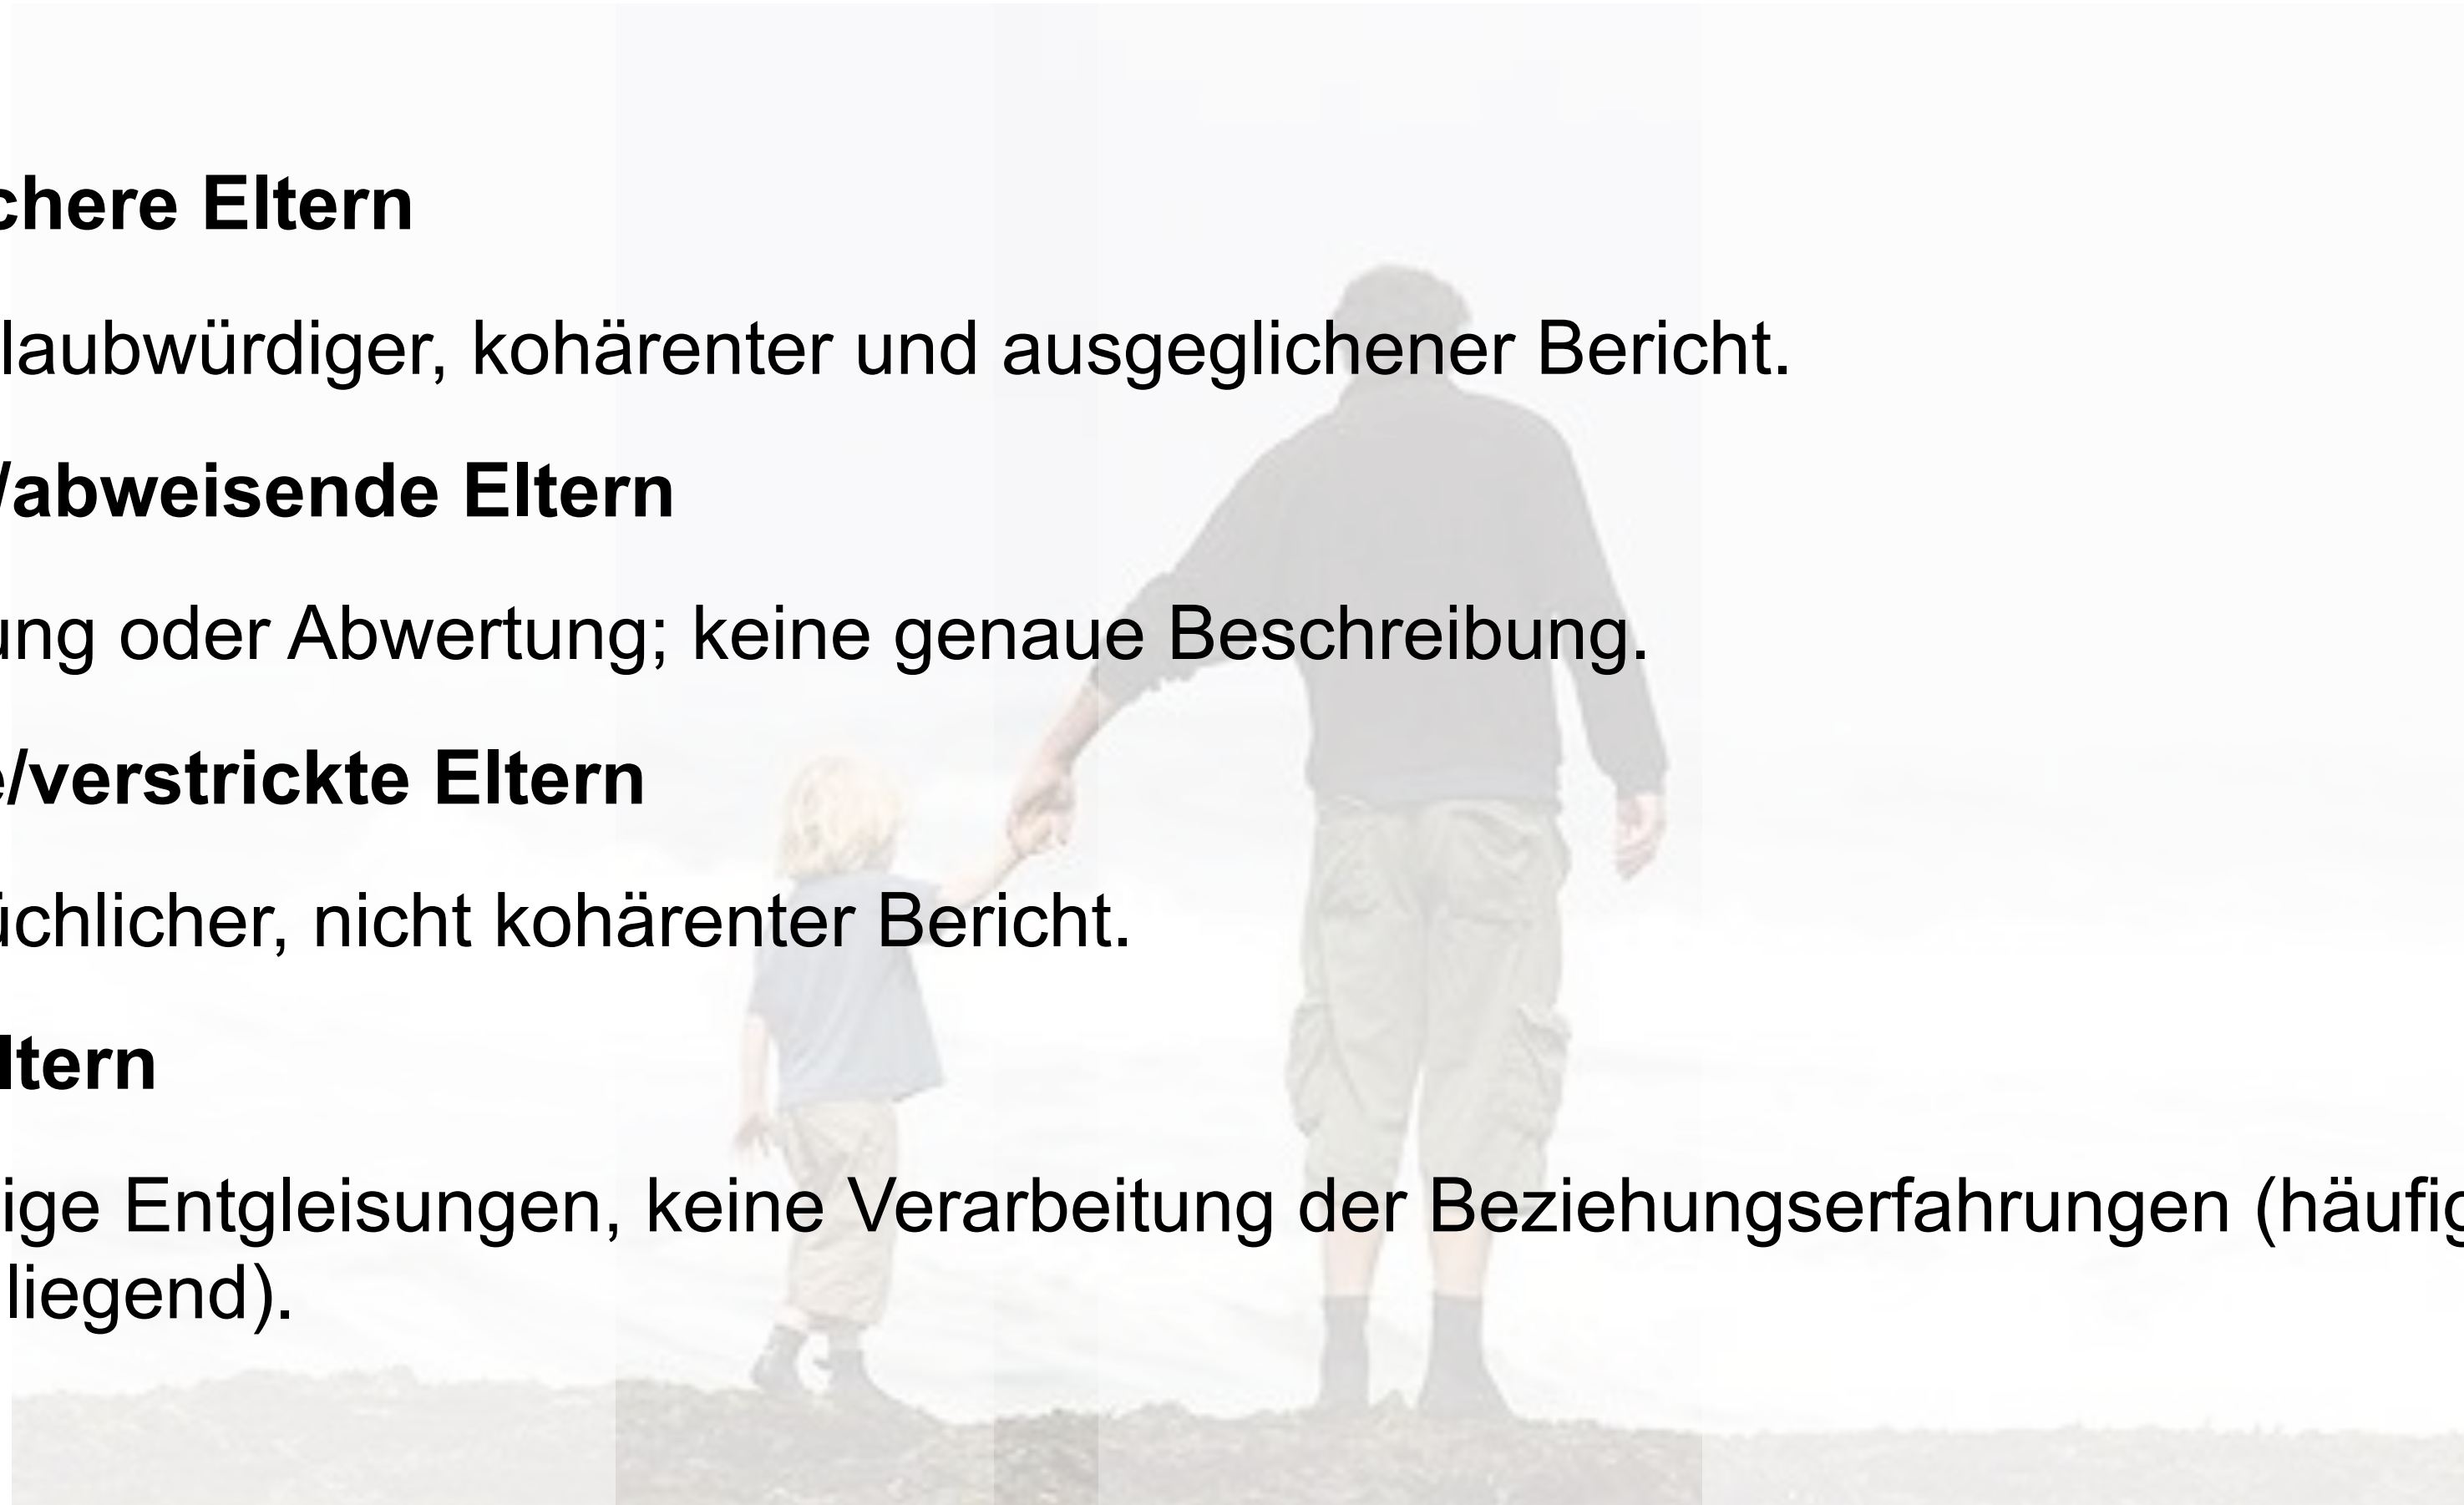 chere Eltern
laubwürdiger, kohärenter und ausgeglichener Bericht.
/abweisende Eltern
ung oder Abwertung; keine genaue Beschreibung.
e/verstrickte Eltern
üchlicher, nicht kohärenter Bericht.
ltern
ige Entgleisungen, keine Verarbeitung der Beziehungserfahrungen (häufig
liegend).